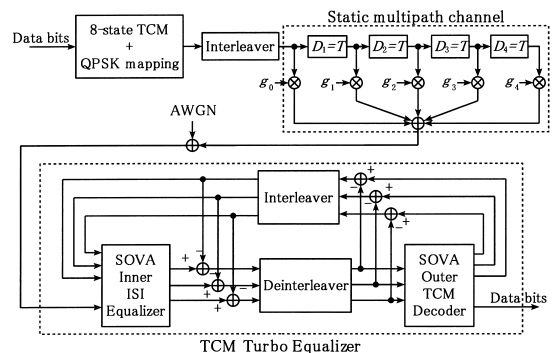 Static multipath channel
Data bits
8-state TCM
+
QPSK mapping
Interleaver
D₁=T
D₂=T
D₃=T
D₄=T
g₀
g₁
g₂
g₃
g₄
AWGN
Interleaver
+
−
+
−
+
−
SOVA
Inner
ISI
Equalizer
+
−
+
−
+
−
Deinterleaver
SOVA
Outer
TCM
Decoder
Data bits
TCM Turbo Equalizer